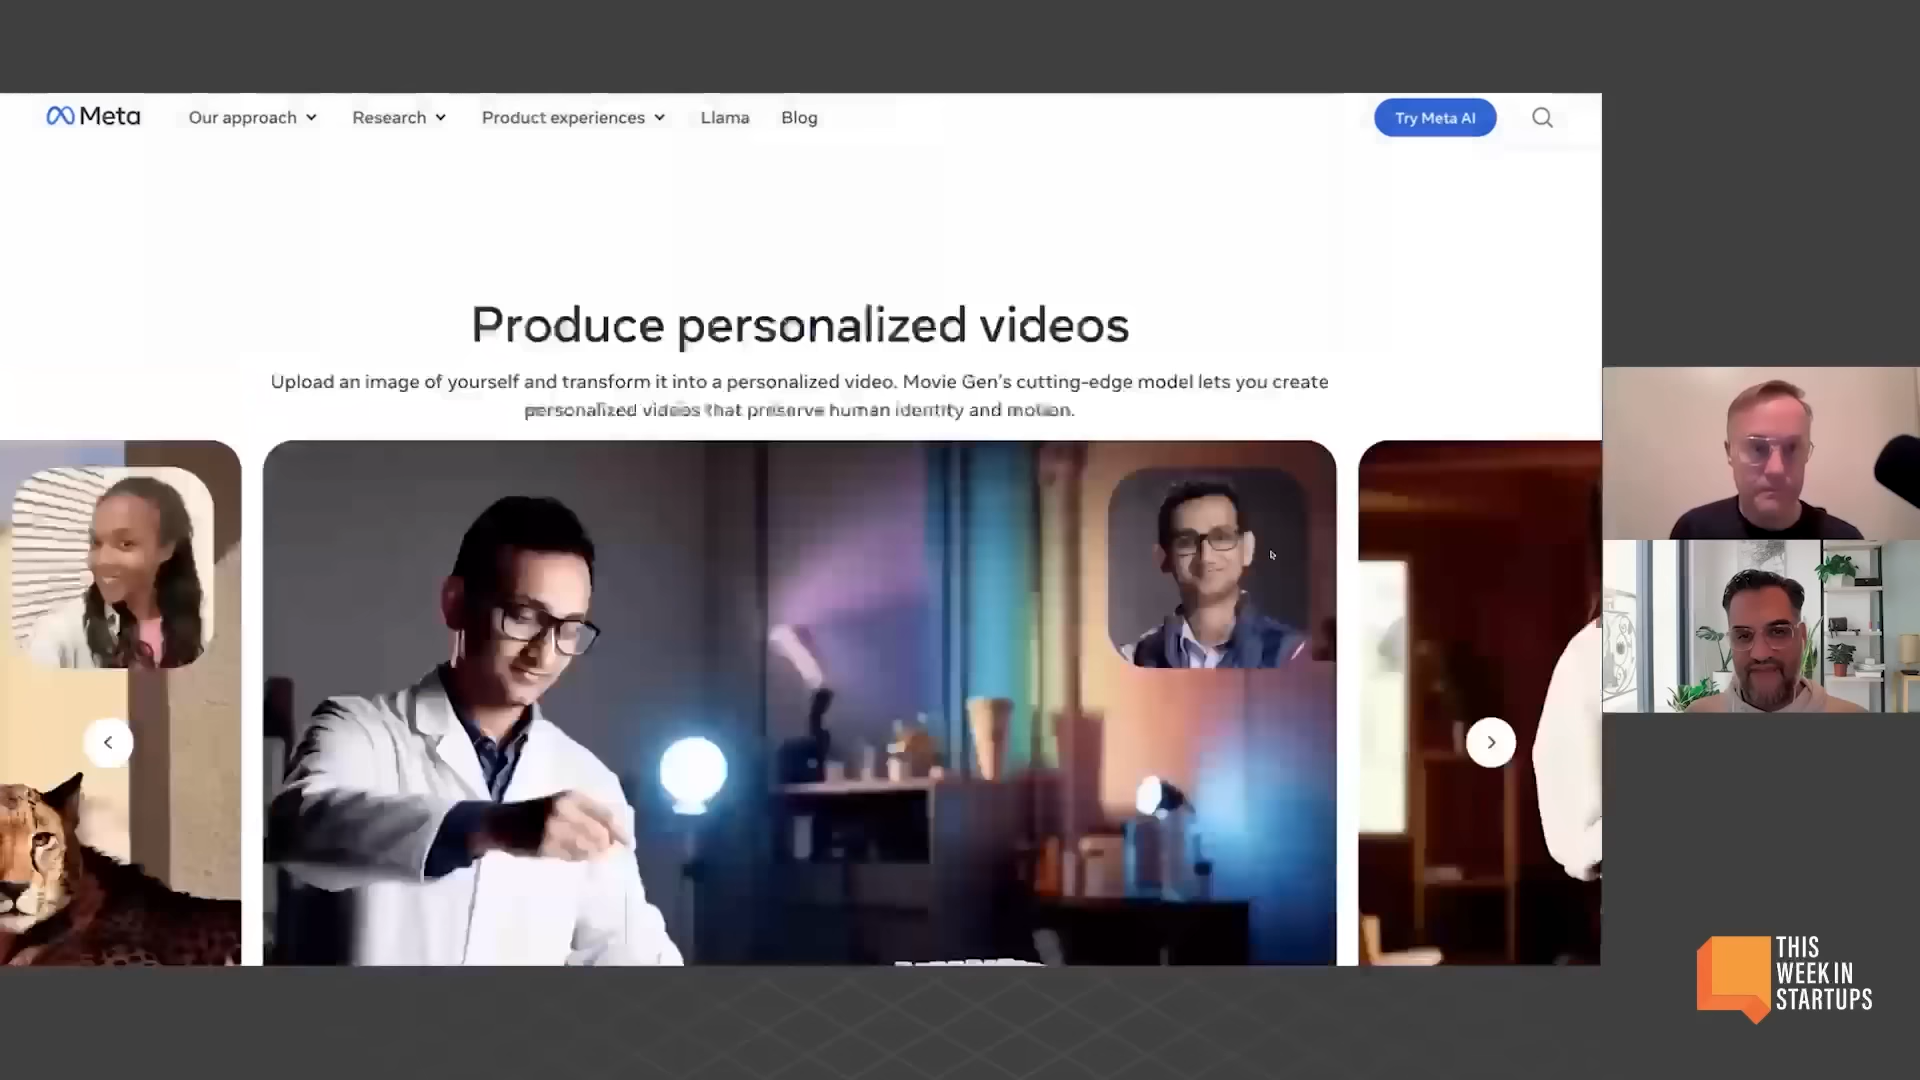 Meta
Our approach
Research
Product experiences
Llama
Blog
Try Meta AI
Produce personalized videos
Upload an image of yourself and transform it into a personalized video. Movie Gen's cutting-edge model lets you create
personalized videos that preserve human identity and motion.
THIS
WEEK IN
STARTUPS